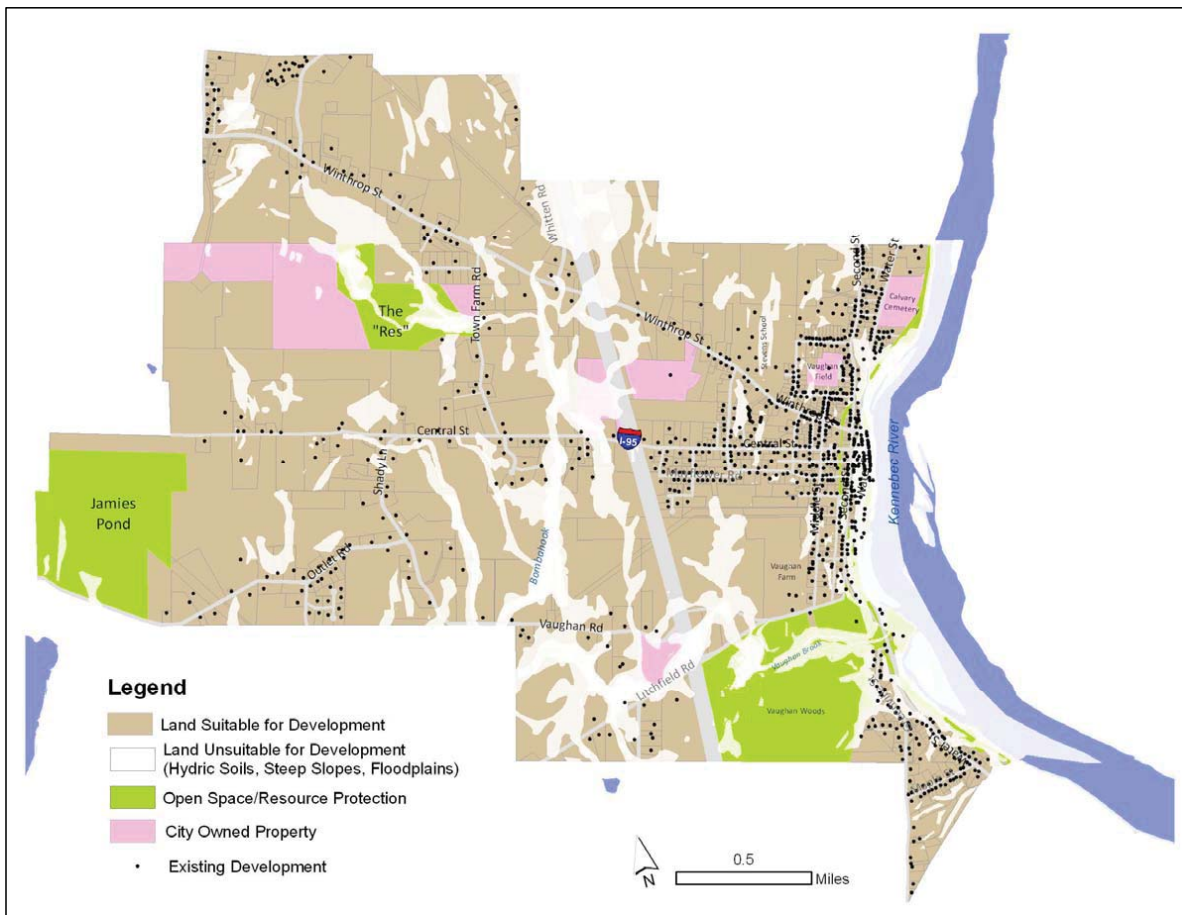 Winthrop St
Whitten Rd
Second St
Water St
The
"Res"
Town Farm Rd
Calvary
Cemetery
Winthrop St
Stevens School
Vaughan
Field
Winthrop St
Central St
I-95
Central St
Kennebec River
Shady Ln
Jamies
Pond
Outlet Rd
Bombahook
Vaughan
Farm
Vaughan Rd
Litchfield Rd
Vaughan Brook
Vaughan Woods
Legend
Land Suitable for Development
Land Unsuitable for Development
(Hydric Soils, Steep Slopes, Floodplains)
Open Space/Resource Protection
City Owned Property
Existing Development
N
0.5
Miles